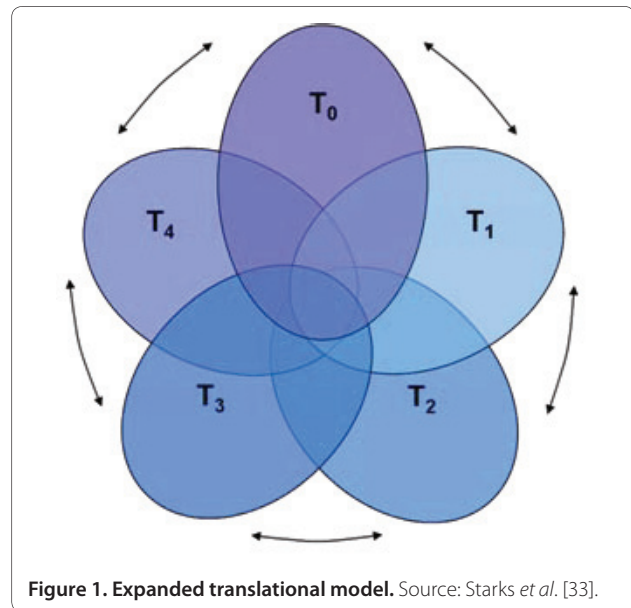 T₀
T₄
T₁
T₃
T₂
Figure 1. Expanded translational model. Source: Starks et al. [33].